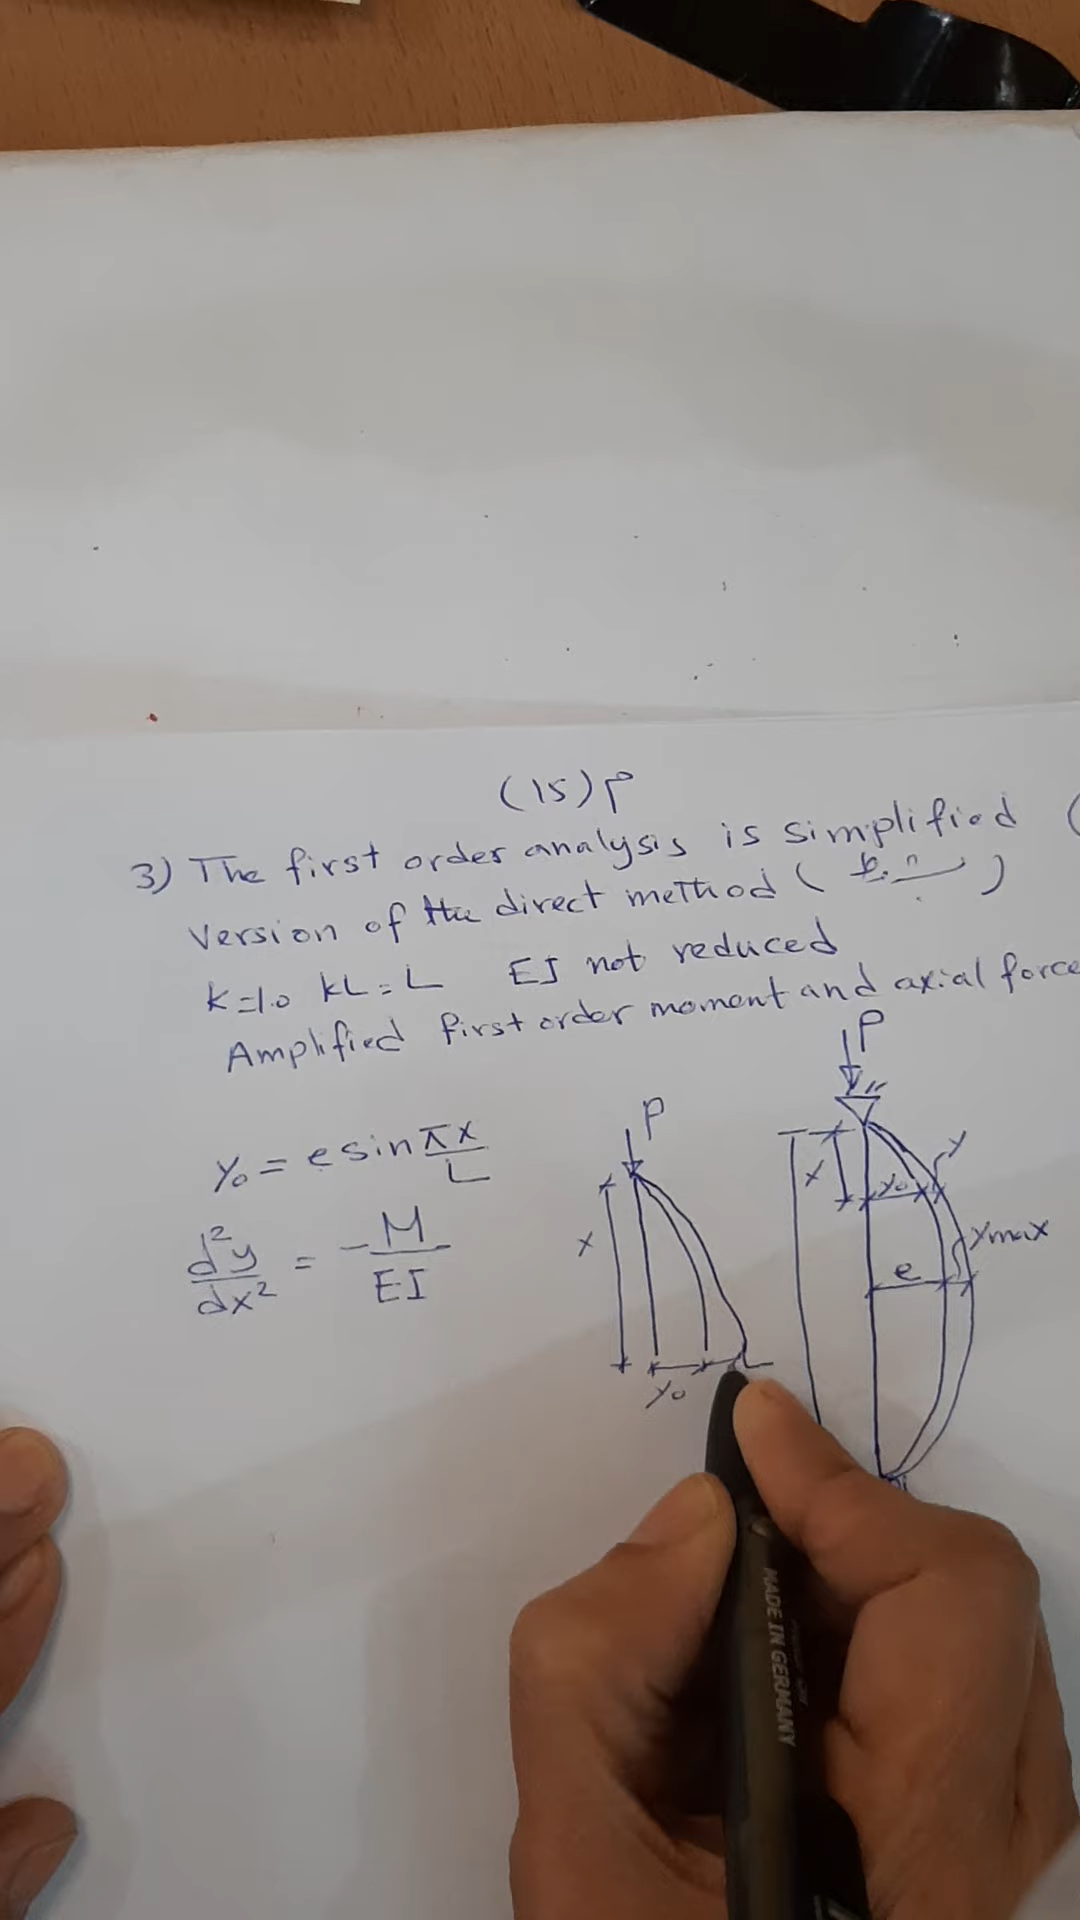 (15) م
3) The first order analysis is simplified (
Version of the direct method ( )
K=1.0 KL=L EI not reduced
Amplified first order moment and axial force
P
P
y₀ = e sin πx/L
d²y/dx² = -M/EI
x
y₀
x
y₀
y
ymax
e
MADE IN GERMANY